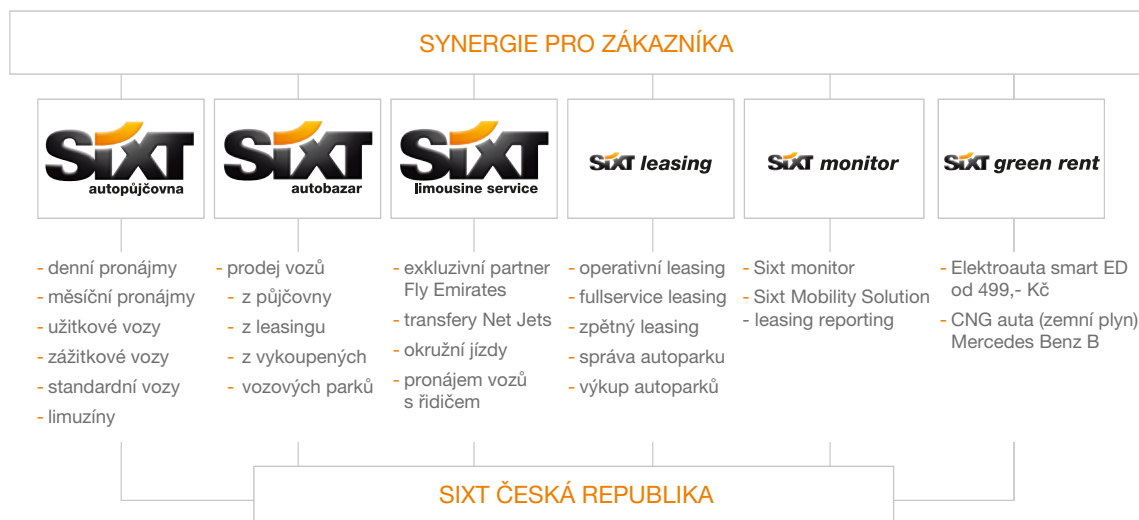 SYNERGIE PRO ZÁKAZNÍKA
SIXT
autopůjčovna
SIXT
autobazar
SIXT
limousine service
SIXT leasing
SIXT monitor
SIXT green rent
- denní pronájmy
- měsíční pronájmy
- užitkové vozy
- zážitkové vozy
- standardní vozy
- limuzíny
- prodej vozů
- z půjčovny
- z leasingu
- z vykoupených
- vozových parků
- exkluzivní partner
Fly Emirates
- transfery Net Jets
- okružní jízdy
- pronájem vozů
s řidičem
- operativní leasing
- fullservice leasing
- zpětný leasing
- správa autoparku
- výkup autoparků
- Sixt monitor
- Sixt Mobility Solution
- leasing reporting
- Elektroauta smart ED
od 499,- Kč
- CNG auta (zemní plyn)
Mercedes Benz B
SIXT ČESKÁ REPUBLIKA